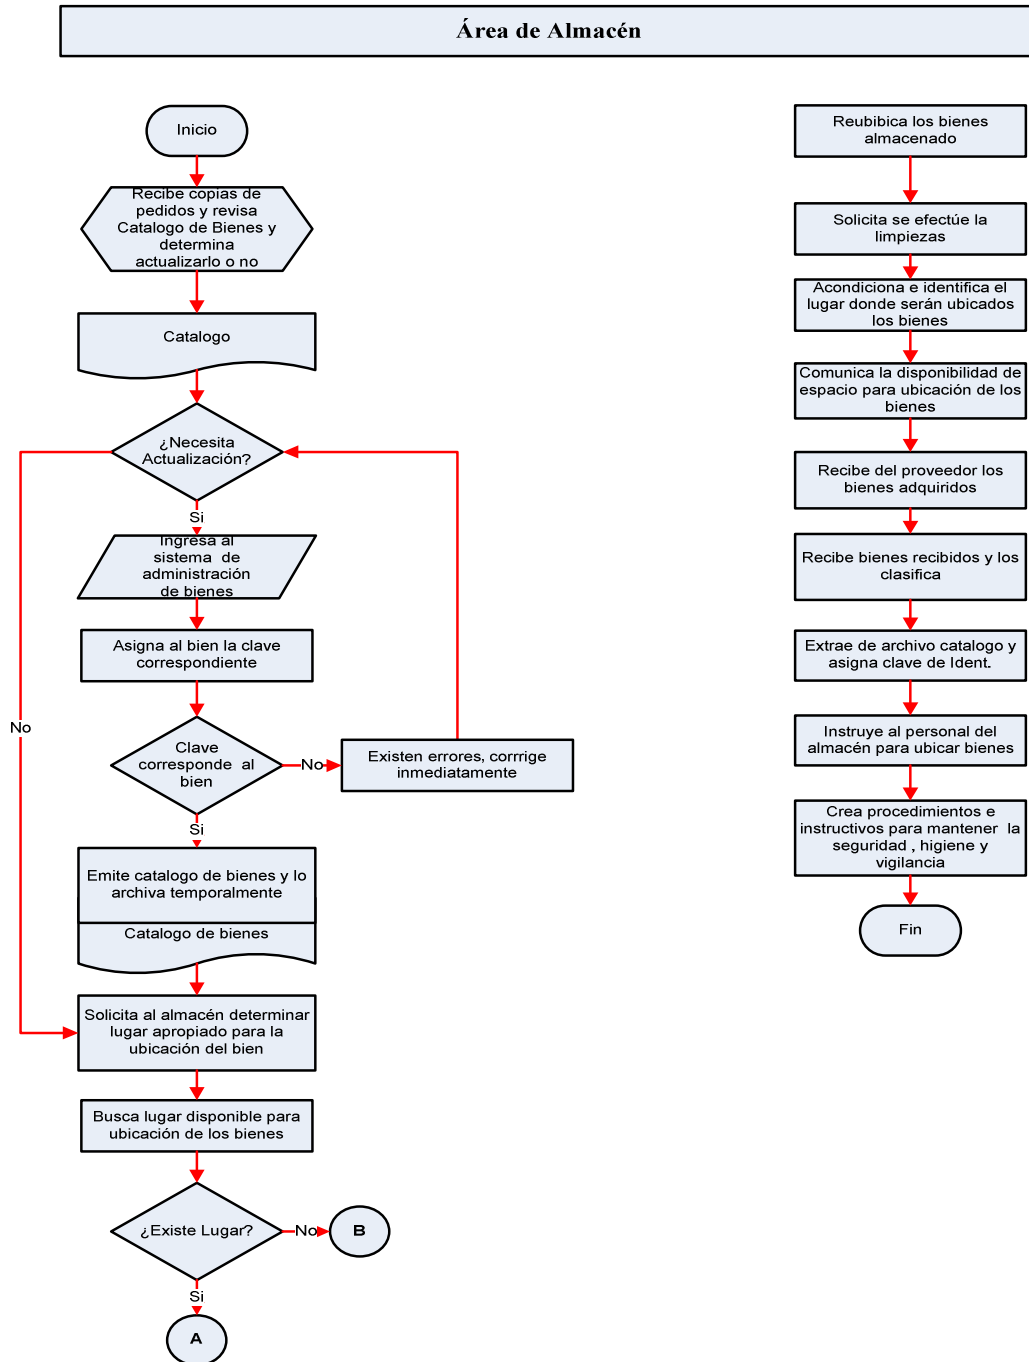 Área de Almacén
Inicio
Recibe copias de
pedidos y revisa
Catalogo de Bienes y
determina
actualizarlo o no
Catalogo
¿Necesita
Actualización?
Si
Ingresa al
sistema de
administración
de bienes
Asigna al bien la clave
correspondiente
No
Clave
corresponde al
bien
No
Existen errores, corrrige
inmediatamente
Si
Emite catalogo de bienes y lo
archiva temporalmente
Catalogo de bienes
Solicita al almacén determinar
lugar apropiado para la
ubicación del bien
Busca lugar disponible para
ubicación de los bienes
¿Existe Lugar?
No
B
Si
A
Reubibica los bienes
almacenado
Solicita se efectúe la
limpiezas
Acondiciona e identifica el
lugar donde serán ubicados
los bienes
Comunica la disponibilidad de
espacio para ubicación de los
bienes
Recibe del proveedor los
bienes adquiridos
Recibe bienes recibidos y los
clasifica
Extrae de archivo catalogo y
asigna clave de Ident.
Instruye al personal del
almacén para ubicar bienes
Crea procedimientos e
instructivos para mantener la
seguridad , higiene y
vigilancia
Fin